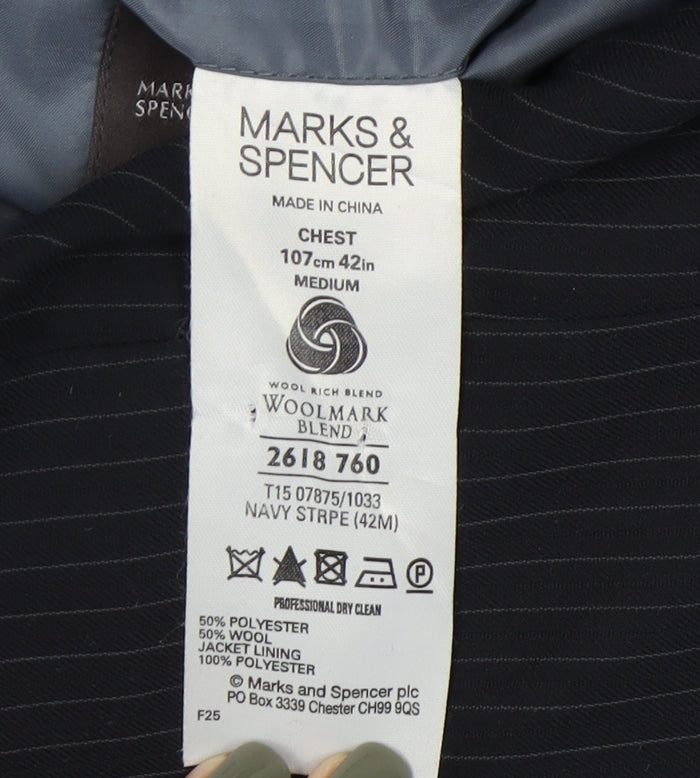 MARKS &
SPENCER
MADE IN CHINA
CHEST
107cm 42in
MEDIUM
WOOL RICH BLEND
WOOLMARK
BLEND
2618 760
T15 07875/1033
NAVY STRPE (42M)
P
PROFESSIONAL DRY CLEAN
50% POLYESTER
50% WOOL
JACKET LINING
100% POLYESTER
© Marks and Spencer plc
PO Box 3339 Chester CH99 9QS
F25